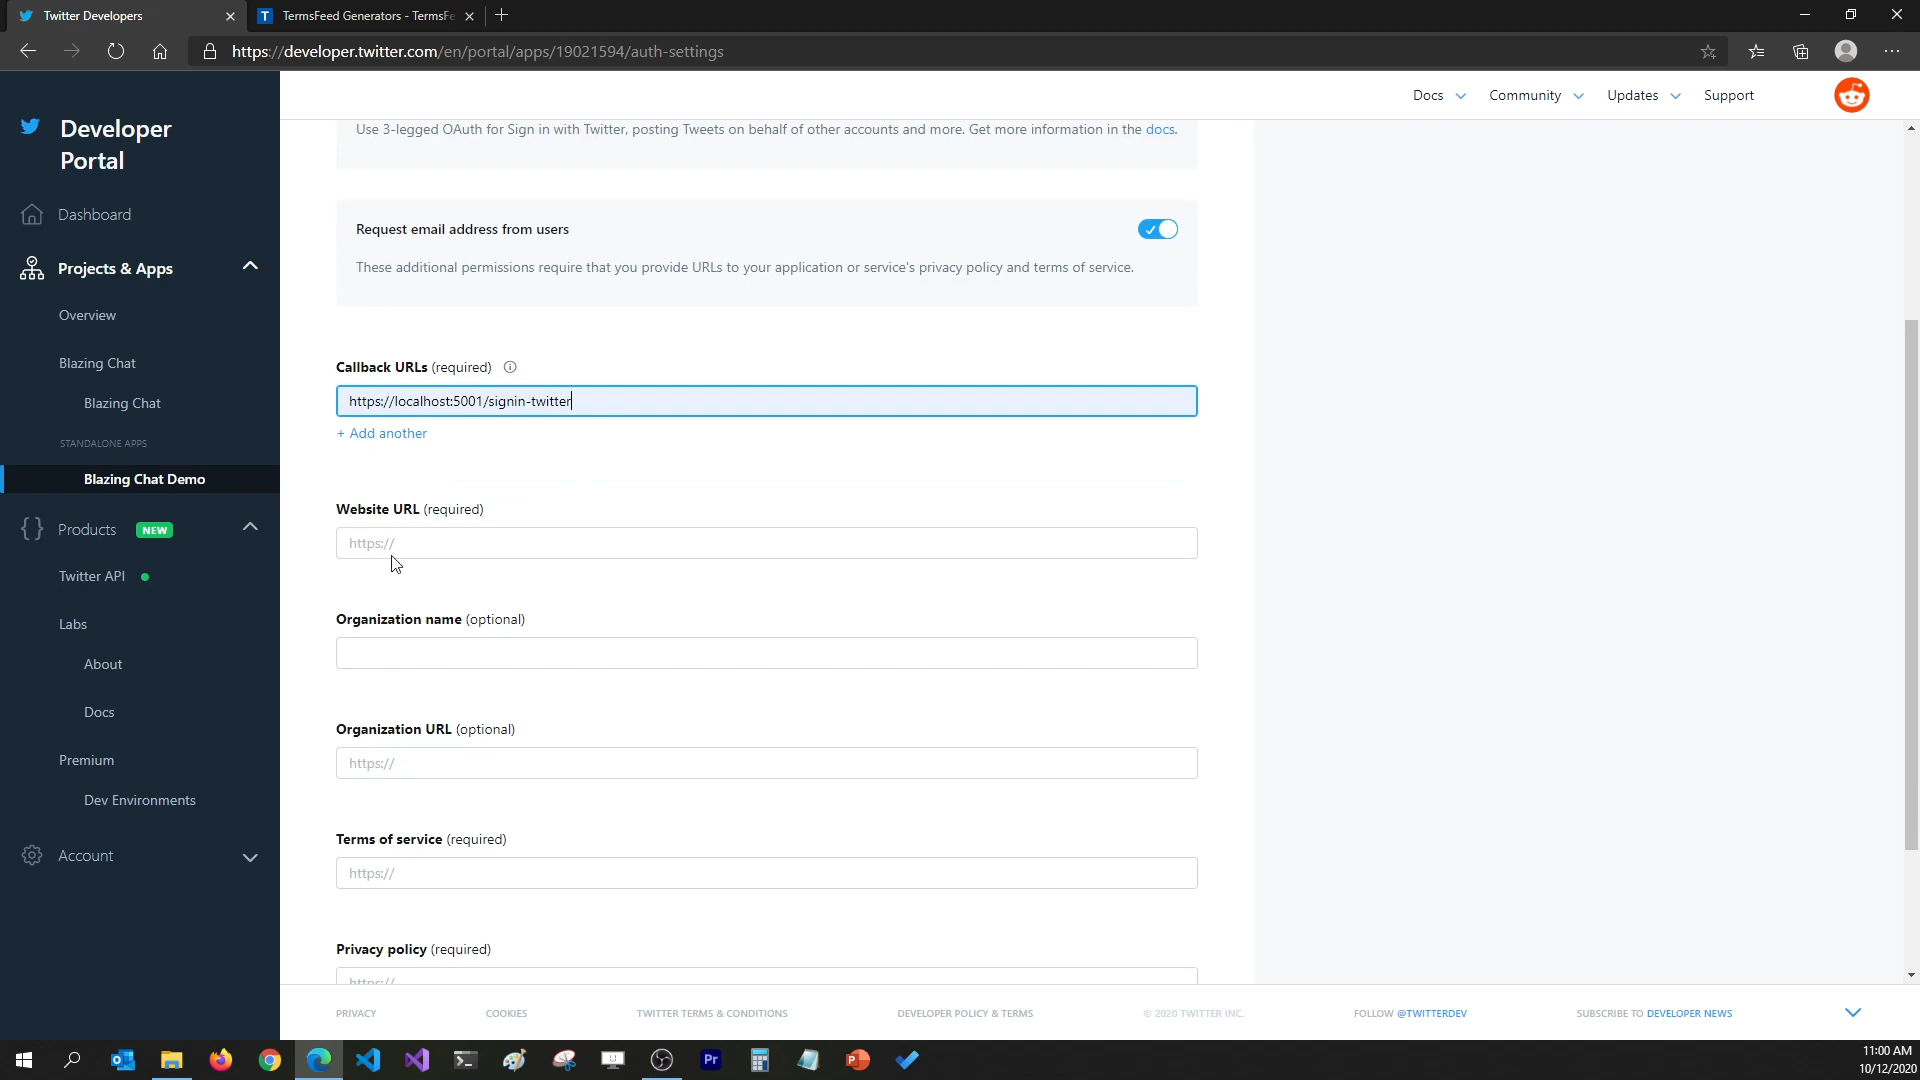 Twitter Developers
T TermsFeed Generators - TermsFe
https://developer.twitter.com/en/portal/apps/19021594/auth-settings
Developer
Portal
Dashboard
Projects & Apps
Overview
Blazing Chat
Blazing Chat
STANDALONE APPS
Blazing Chat Demo
Products NEW
Twitter API
Labs
About
Docs
Premium
Dev Environments
Account
Docs Community Updates Support
Use 3-legged OAuth for Sign in with Twitter, posting Tweets on behalf of other accounts and more. Get more information in the docs.
Request email address from users
These additional permissions require that you provide URLs to your application or service's privacy policy and terms of service.
Callback URLs (required)
https://localhost:5001/signin-twitter
+ Add another
Website URL (required)
https://
Organization name (optional)
Organization URL (optional)
https://
Terms of service (required)
https://
Privacy policy (required)
https://
PRIVACY COOKIES TWITTER TERMS & CONDITIONS DEVELOPER POLICY & TERMS © 2020 TWITTER INC. FOLLOW @TWITTERDEV SUBSCRIBE TO DEVELOPER NEWS
Pr
11:00 AM
10/12/2020